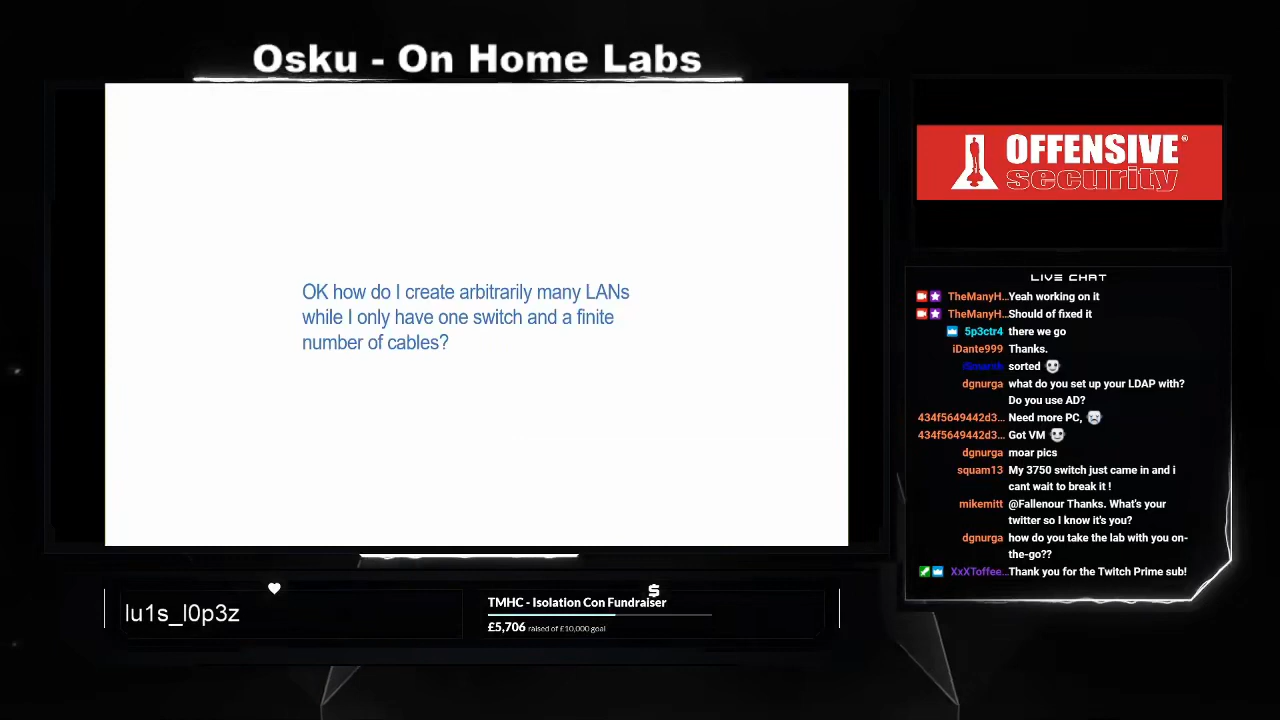 Osku - On Home Labs
OK how do I create arbitrarily many LANs
while I only have one switch and a finite
number of cables?
OFFENSIVE®
security
LIVE CHAT
TheManyH... Yeah working on it
TheManyH... Should of fixed it
5p3ctr4 there we go
iDante999 Thanks.
sorted
dgnurga what do you set up your LDAP with?
Do you use AD?
434f5649442d3... Need more PC,
434f5649442d3... Got VM
dgnurga moar pics
squam13 My 3750 switch just came in and i
cant wait to break it !
mikemitt @Fallenour Thanks. What's your
twitter so I know it's you?
dgnurga how do you take the lab with you on-
the-go??
XxXToffee... Thank you for the Twitch Prime sub!
lu1s_l0p3z
$
TMHC - Isolation Con Fundraiser
£5,706 raised of £10,000 goal